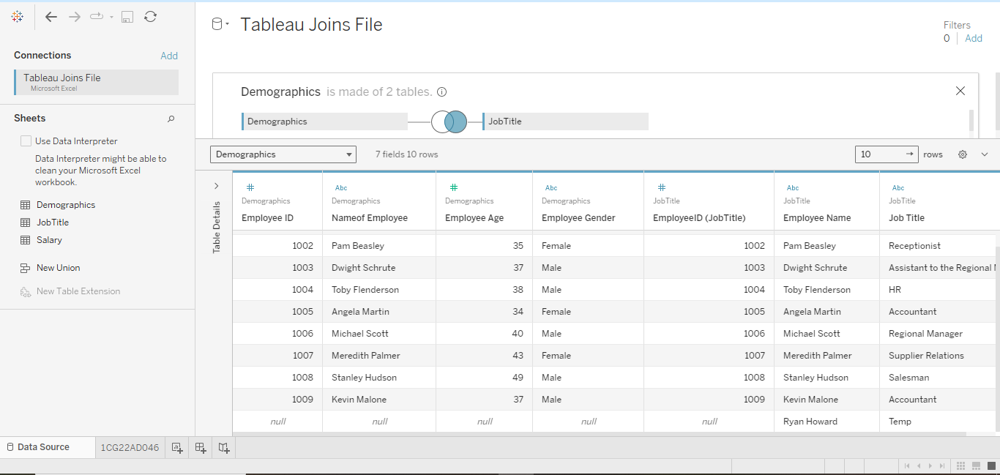 Tableau Joins File
Filters
0 Add
Connections Add
Tableau Joins File
Microsoft Excel
Sheets
Use Data Interpreter
Data Interpreter might be able to
clean your Microsoft Excel
workbook.
Demographics
JobTitle
Salary
New Union
New Table Extension
Demographics is made of 2 tables.
Demographics JobTitle
Demographics 7 fields 10 rows 10 rows
Table Details
# Abc # Abc # Abc Abc
Demographics Demographics Demographics Demographics JobTitle JobTitle JobTitle
Employee ID Nameof Employee Employee Age Employee Gender EmployeeID (JobTitle) Employee Name Job Title
1002 Pam Beasley 35 Female 1002 Pam Beasley Receptionist
1003 Dwight Schrute 37 Male 1003 Dwight Schrute Assistant to the Regional
1004 Toby Flenderson 38 Male 1004 Toby Flenderson HR
1005 Angela Martin 34 Female 1005 Angela Martin Accountant
1006 Michael Scott 40 Male 1006 Michael Scott Regional Manager
1007 Meredith Palmer 43 Female 1007 Meredith Palmer Supplier Relations
1008 Stanley Hudson 49 Male 1008 Stanley Hudson Salesman
1009 Kevin Malone 37 Male 1009 Kevin Malone Accountant
null null null null null Ryan Howard Temp
Data Source 1CG22AD046